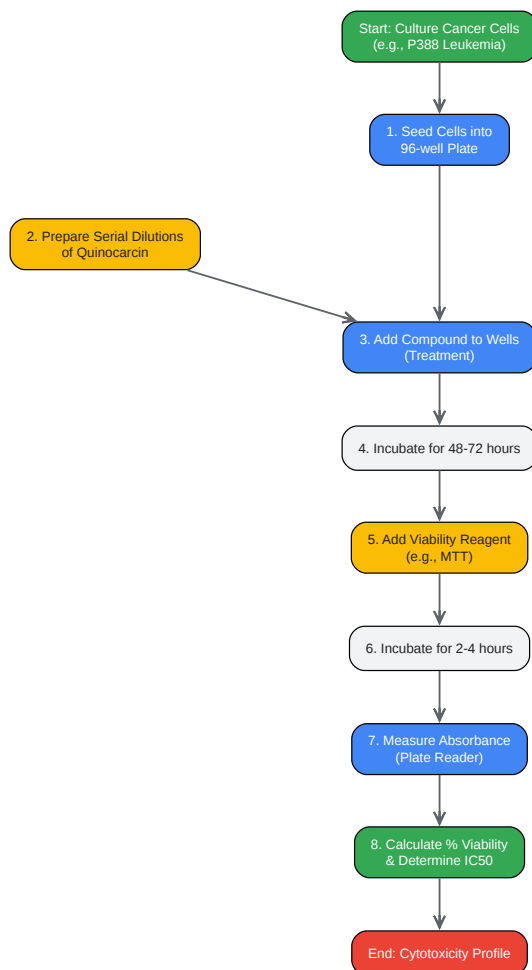 Start: Culture Cancer Cells
(e.g., P388 Leukemia)
1. Seed Cells into
96-well Plate
2. Prepare Serial Dilutions
of Quinocarcin
3. Add Compound to Wells
(Treatment)
4. Incubate for 48-72 hours
5. Add Viability Reagent
(e.g., MTT)
6. Incubate for 2-4 hours
7. Measure Absorbance
(Plate Reader)
8. Calculate % Viability
& Determine IC50
End: Cytotoxicity Profile